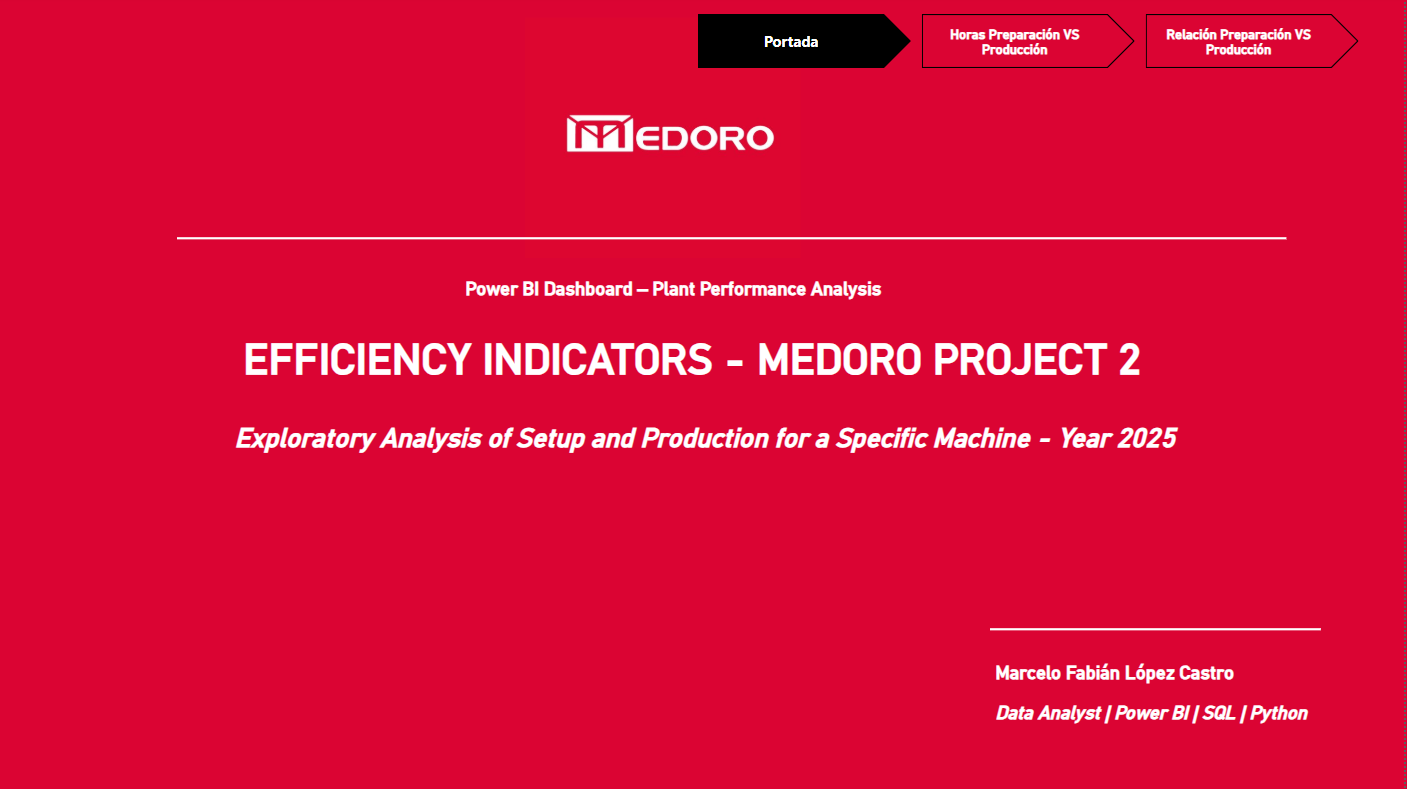 Portada
Horas Preparación VS
Producción
Relación Preparación VS
Producción
MEDORO
Power BI Dashboard – Plant Performance Analysis
EFFICIENCY INDICATORS - MEDORO PROJECT 2
Exploratory Analysis of Setup and Production for a Specific Machine - Year 2025
Marcelo Fabián López Castro
Data Analyst | Power BI | SQL | Python